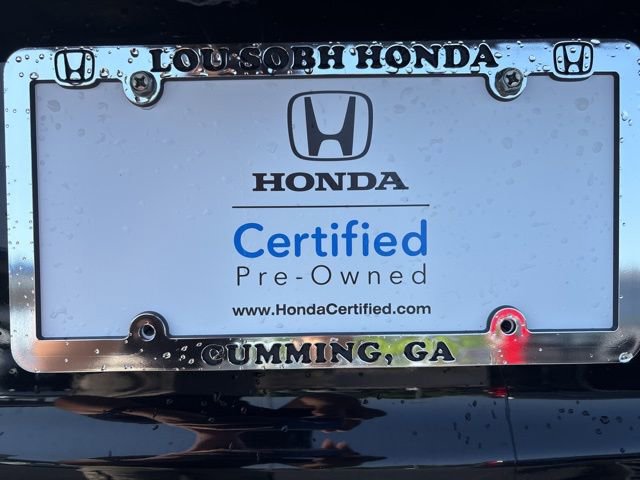 LOU SOBH HONDA
HONDA
Certified
Pre-Owned
www.HondaCertified.com
CUMMING, GA